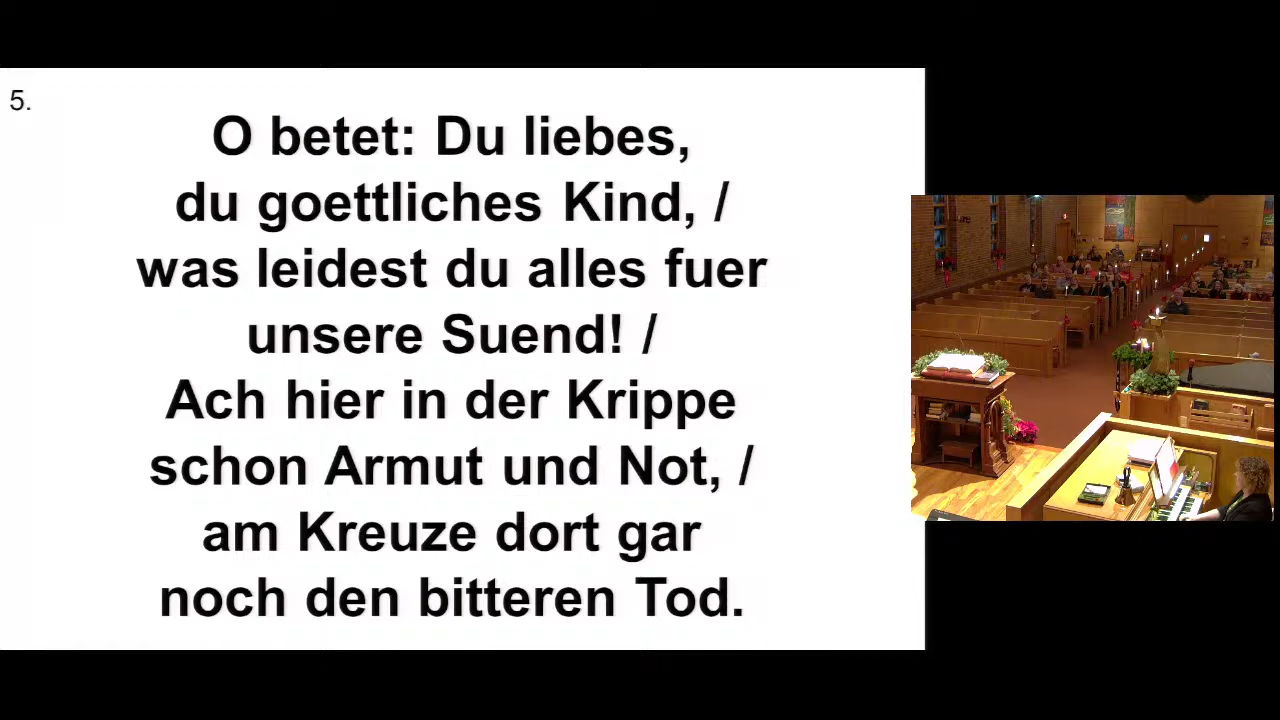 5.
O betet: Du liebes,
du goettliches Kind, /
was leidest du alles fuer
unsere Suend! /
Ach hier in der Krippe
schon Armut und Not, /
am Kreuze dort gar
noch den bitteren Tod.